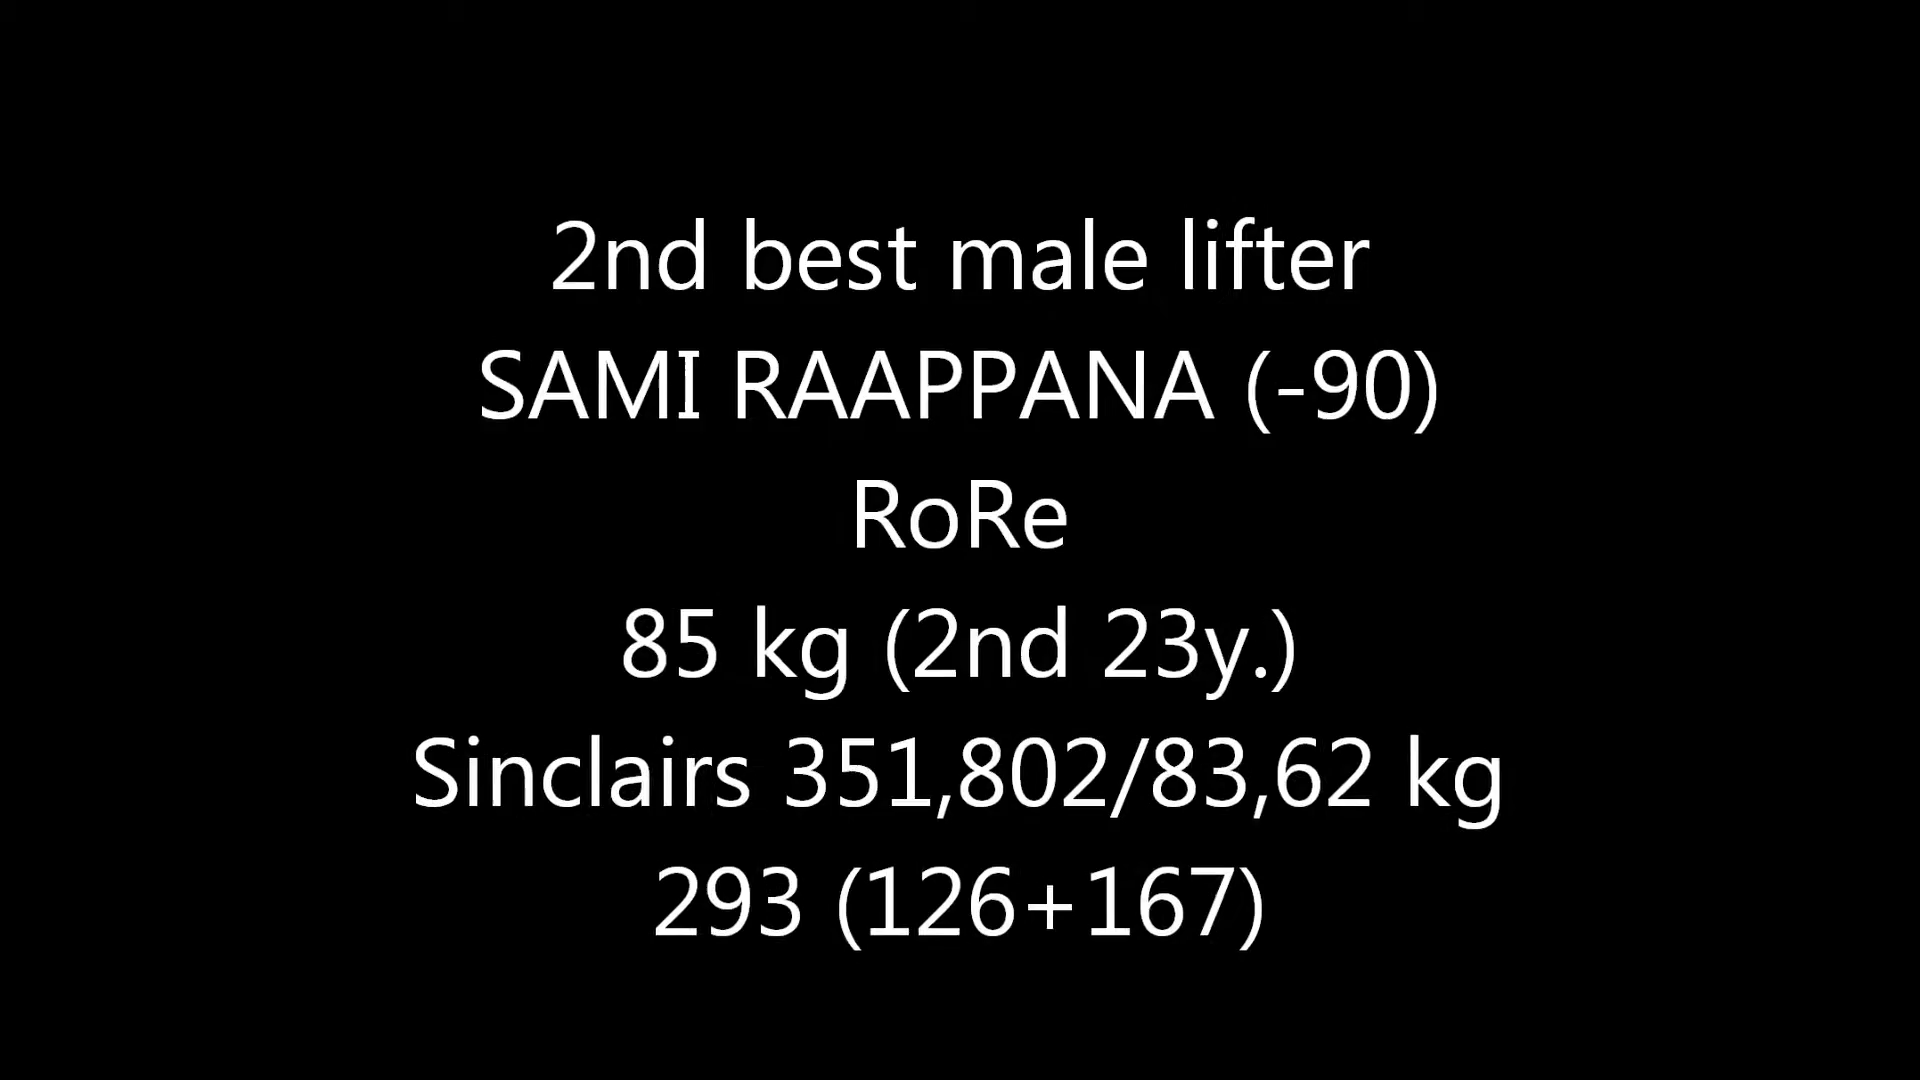 2nd best male lifter
SAMI RAAPPANA (-90)
RoRe
85 kg (2nd 23y.)
Sinclairs 351,802/83,62 kg
293 (126+167)